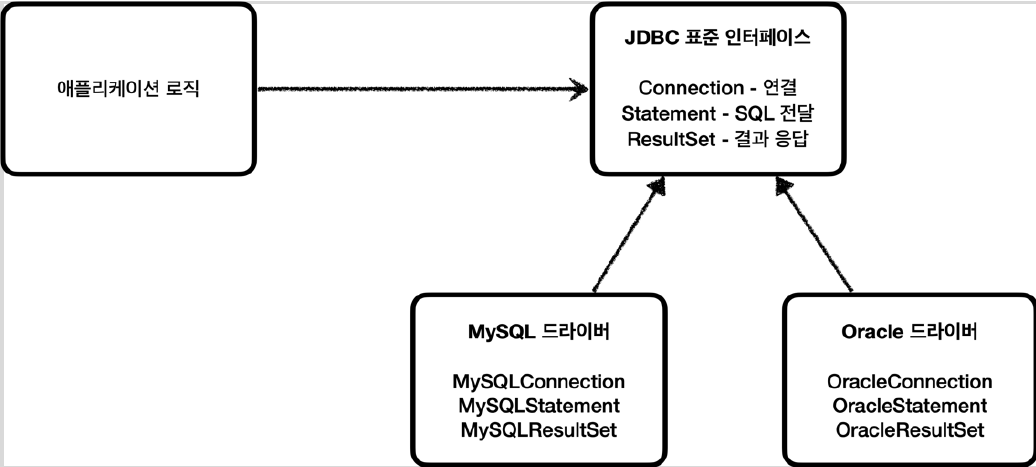 애플리케이션 로직
JDBC 표준 인터페이스
Connection - 연결
Statement - SQL 전달
ResultSet - 결과 응답
MySQL 드라이버
MySQLConnection
MySQLStatement
MySQLResultSet
Oracle 드라이버
OracleConnection
OracleStatement
OracleResultSet